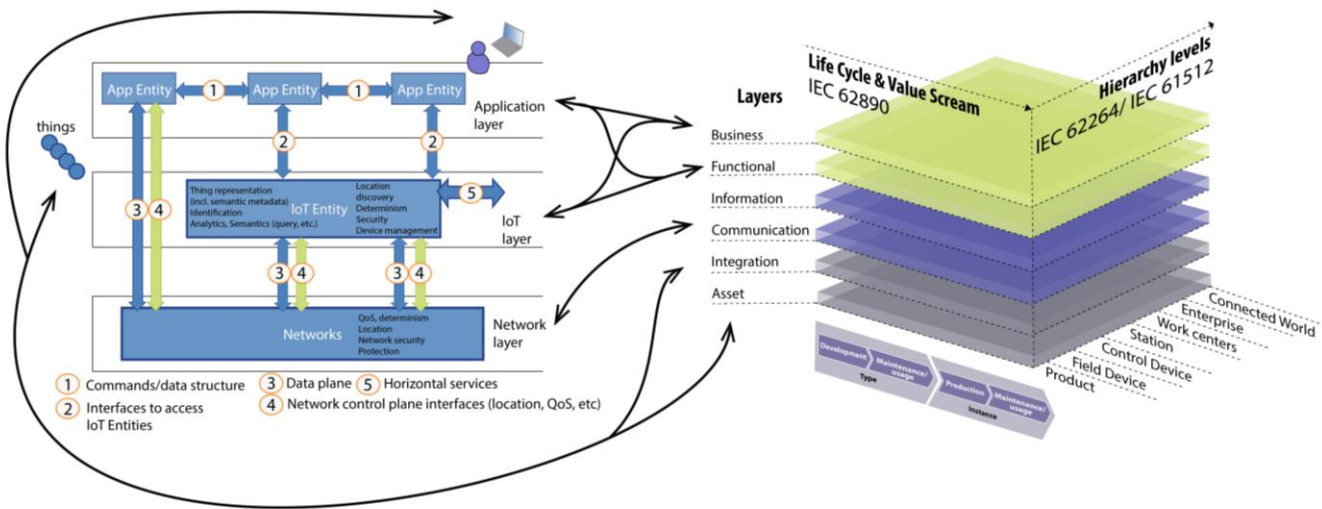 App Entity
1
App Entity
1
App Entity
Application
layer
things
2
2
Thing representation
(incl. semantic metadata)
Identification
Analytics, Semantics (query, etc.)
IoT Entity
Location
discovery
Determinism
Security
Device management
5
IoT
layer
3
4
3
4
3
4
Networks
QoS, determinism
Location
Network security
Protection
Network
layer
1 Commands/data structure
2 Interfaces to access
IoT Entities
3 Data plane
4 Network control plane interfaces (location, QoS, etc)
5 Horizontal services
Layers
Business
Functional
Information
Communication
Integration
Asset
Life Cycle & Value Scream
IEC 62890
Hierarchy levels
IEC 62264/ IEC 61512
Connected World
Enterprise
Work centers
Station
Control Device
Field Device
Product
Development
Maintenance/
usage
Type
Production
Maintenance/
usage
Instance